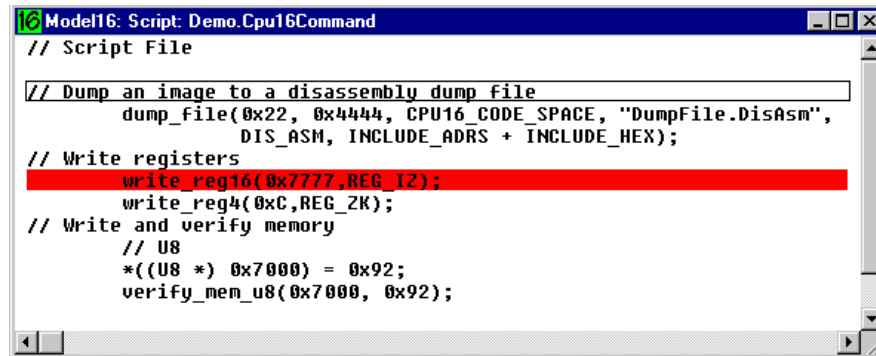 16 Model16: Script: Demo.Cpu16Command
// Script File
// Dump an image to a disassembly dump file
dump_file(0x22, 0x4444, CPU16_CODE_SPACE, "DumpFile.DisAsm",
DIS_ASM, INCLUDE_ADRS + INCLUDE_HEX);
// Write registers
write_reg16(0x7777,REG_IZ);
write_reg4(0xC,REG_ZK);
// Write and verify memory
// U8
*((U8 *) 0x7000) = 0x92;
verify_mem_u8(0x7000, 0x92);